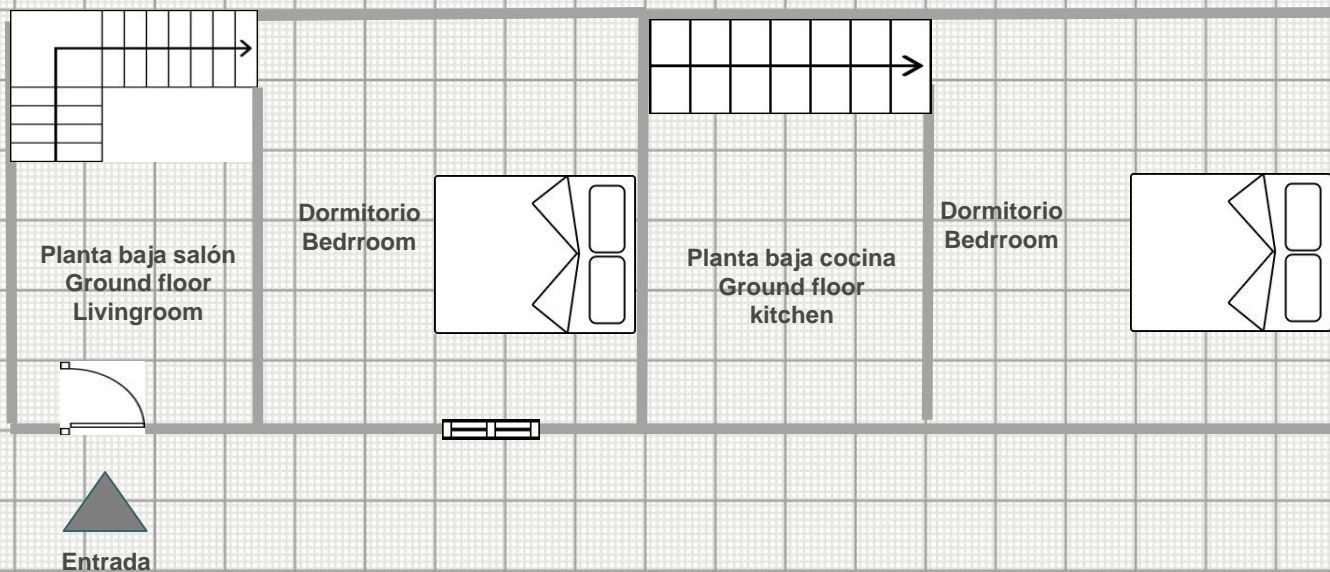 Dormitorio
Bedrroom
Planta baja salón
Ground floor
Livingroom
Planta baja cocina
Ground floor
kitchen
Dormitorio
Bedrroom
Entrada